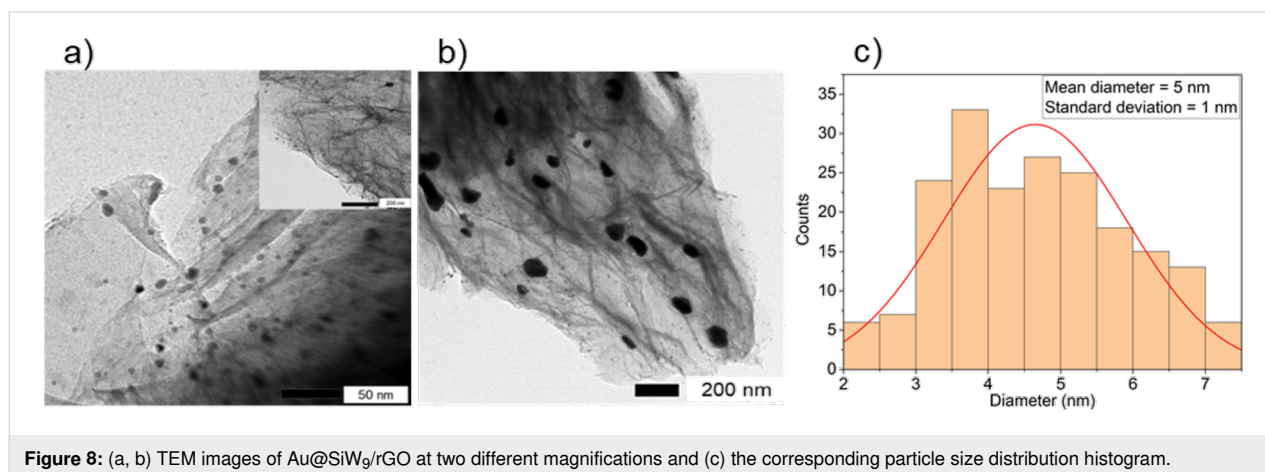 a)
200 nm
50 nm
b)
200 nm
c)
Mean diameter = 5 nm
Standard deviation = 1 nm
35
30
25
20
15
10
5
0
Counts
2 3 4 5 6 7
Diameter (nm)
Figure 8: (a, b) TEM images of Au@SiW₉/rGO at two different magnifications and (c) the corresponding particle size distribution histogram.